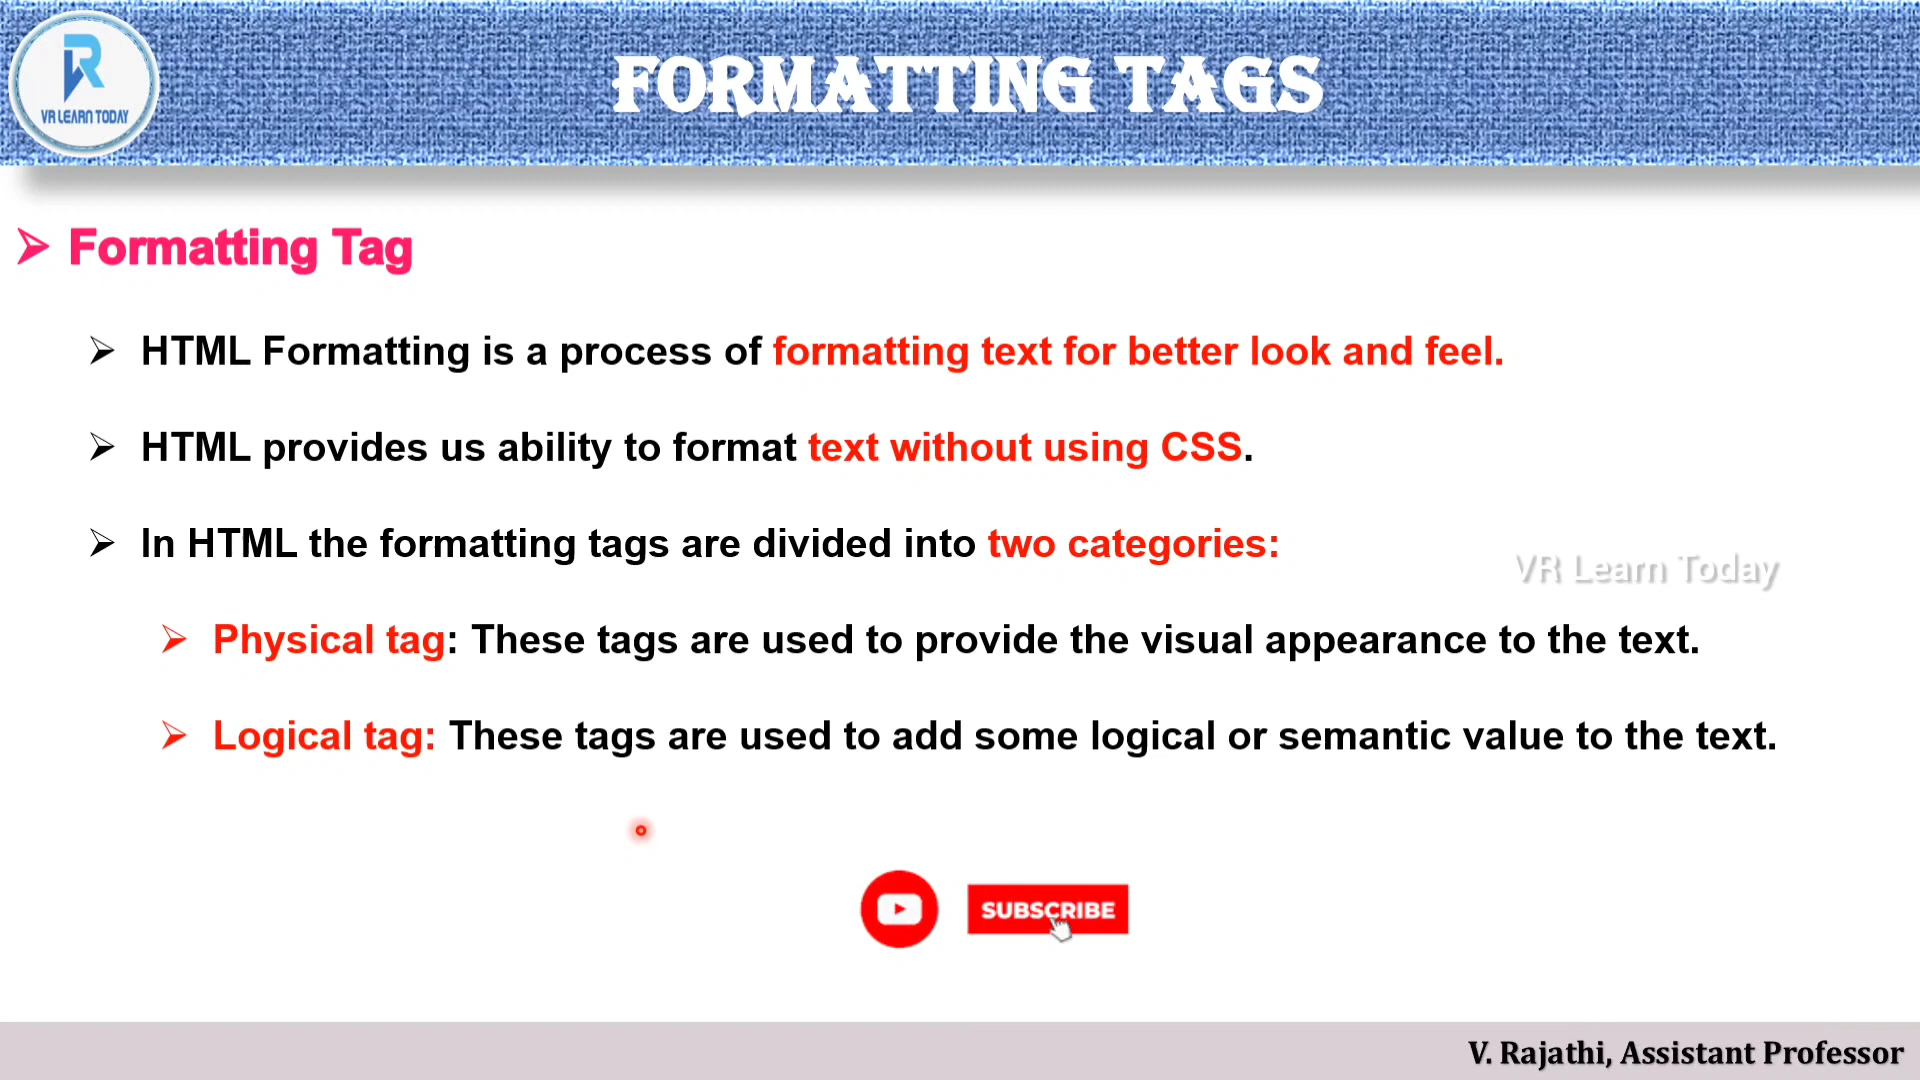 VR LEARN TODAY
FORMATTING TAGS
Formatting Tag
HTML Formatting is a process of formatting text for better look and feel.
HTML provides us ability to format text without using CSS.
In HTML the formatting tags are divided into two categories:
VR Learn Today
Physical tag: These tags are used to provide the visual appearance to the text.
Logical tag: These tags are used to add some logical or semantic value to the text.
SUBSCRIBE
V. Rajathi, Assistant Professor